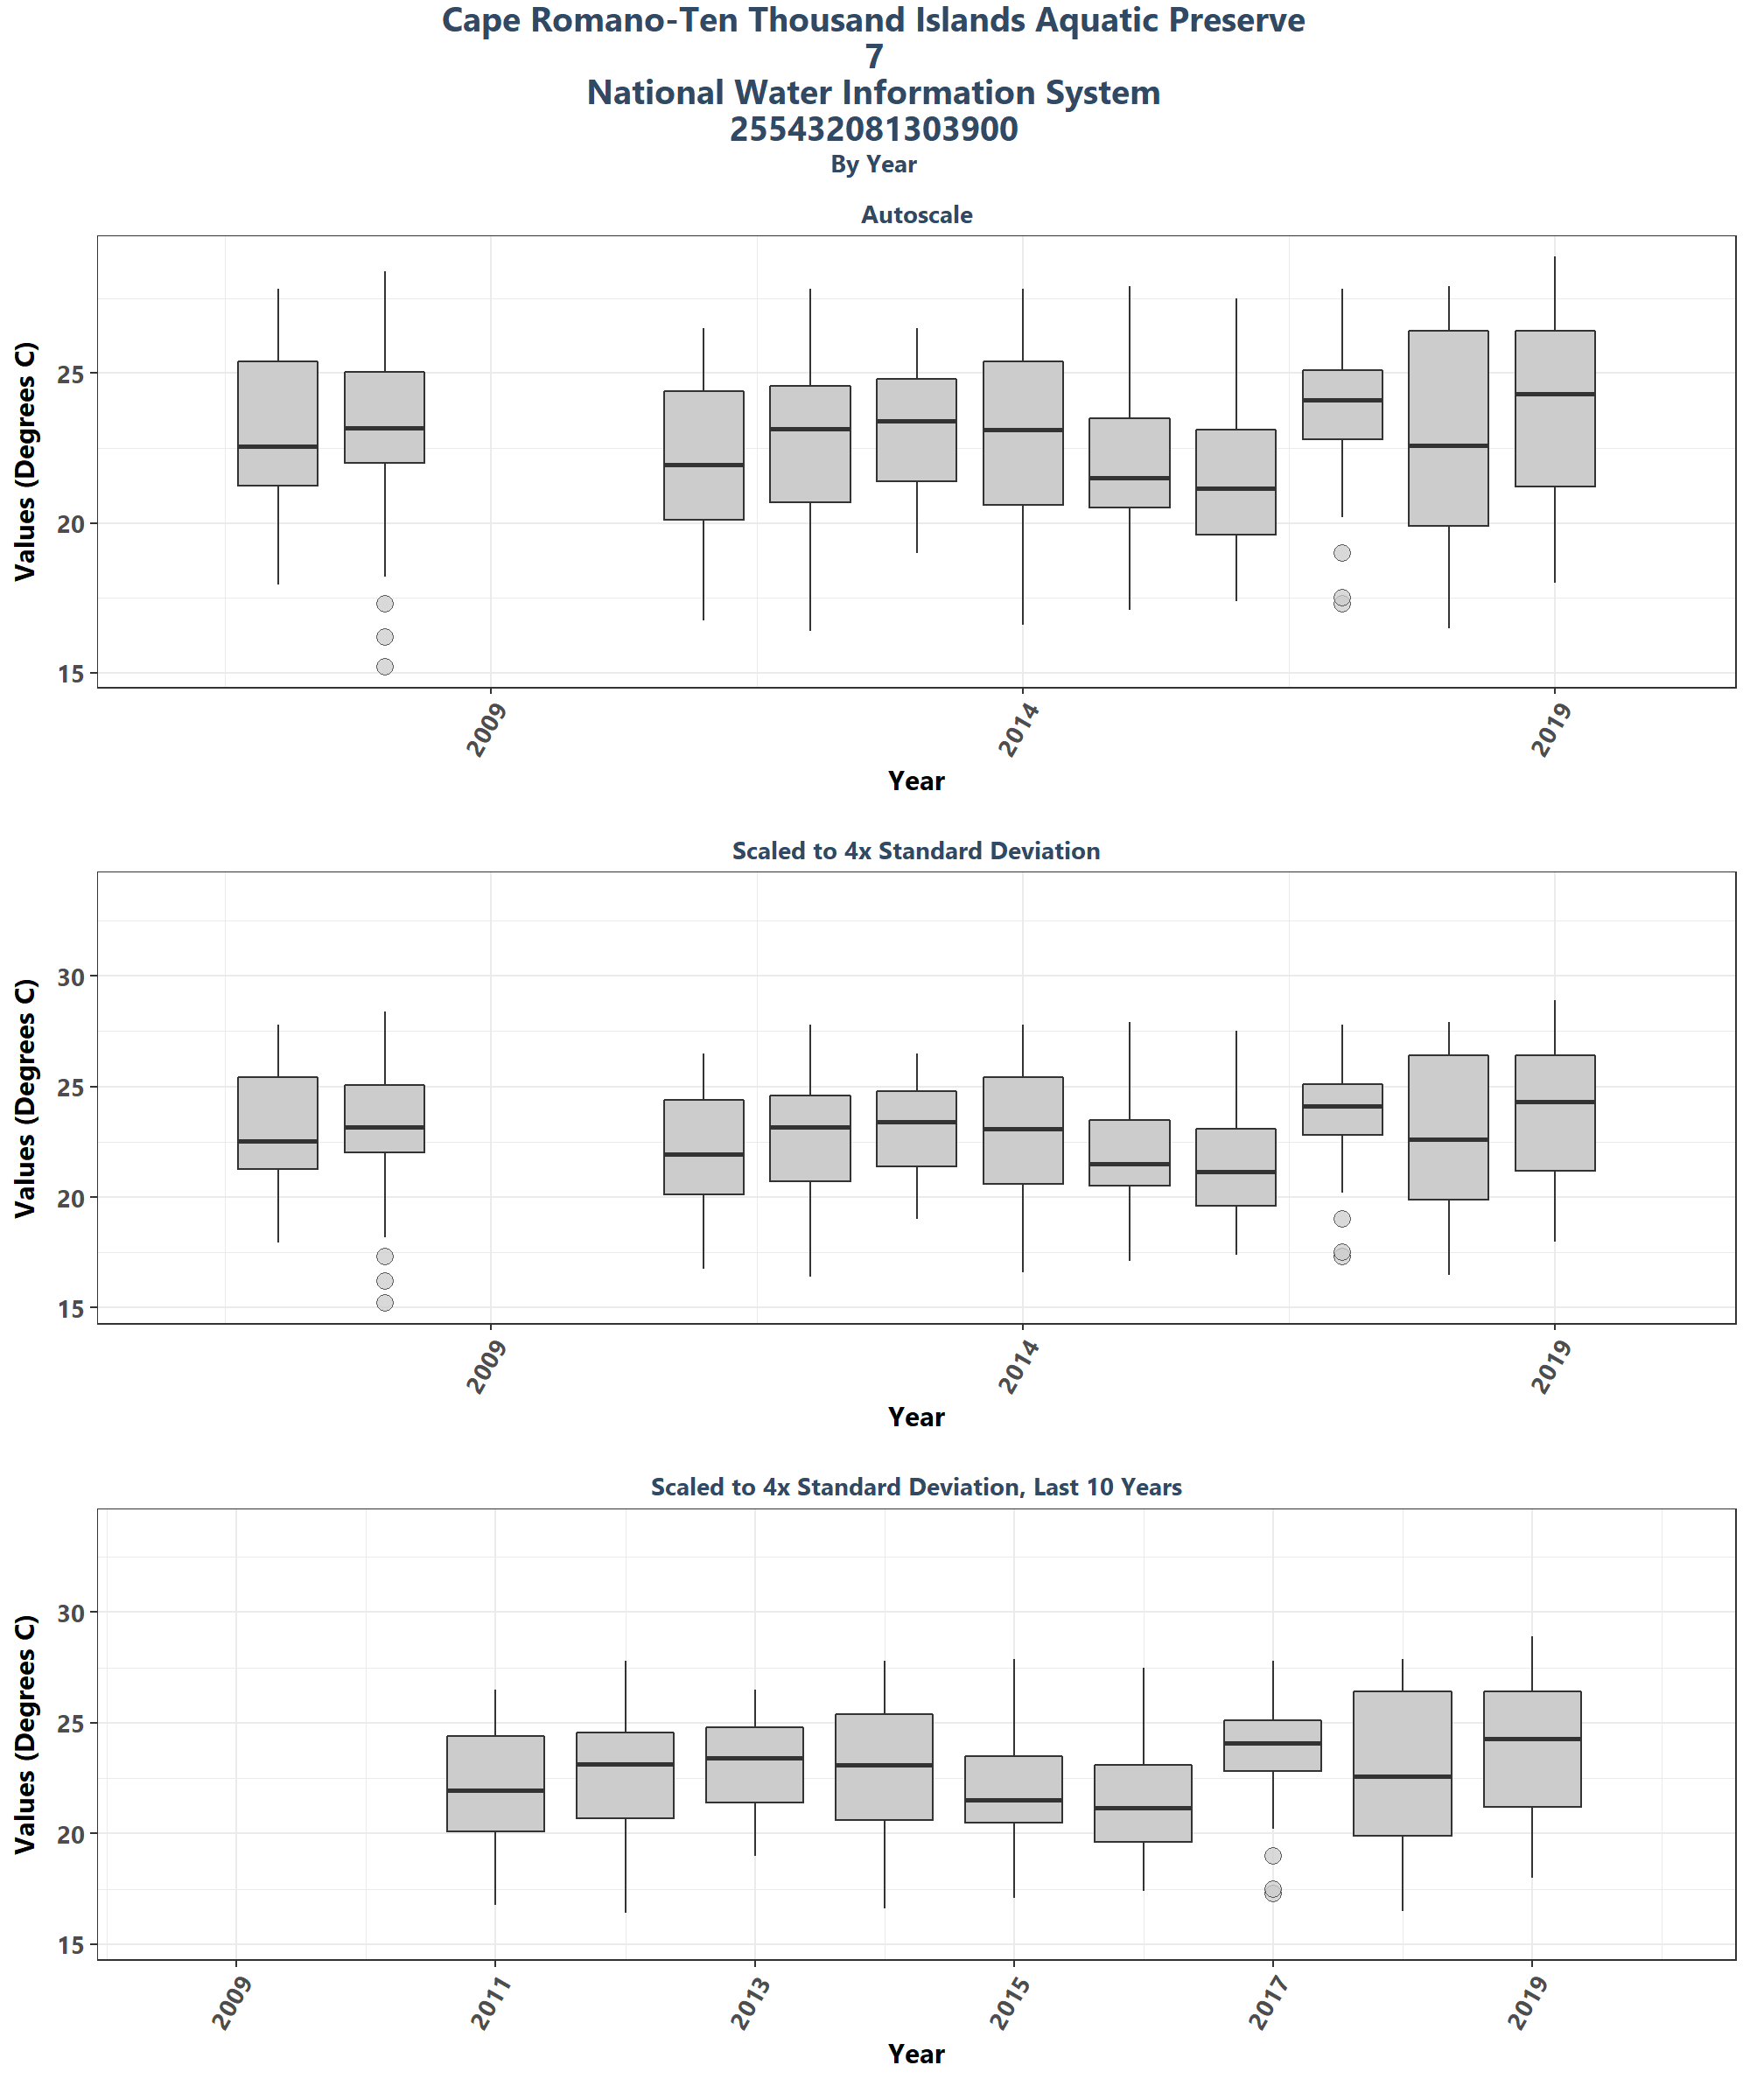 Cape Romano-Ten Thousand Islands Aquatic Preserve
7
National Water Information System
255432081303900
By Year
Autoscale
Values (Degrees C)
25
20
15
2009
2014
2019
Year
Scaled to 4x Standard Deviation
Values (Degrees C)
30
25
20
15
2009
2014
2019
Year
Scaled to 4x Standard Deviation, Last 10 Years
Values (Degrees C)
30
25
20
15
2009
2011
2013
2015
2017
2019
Year